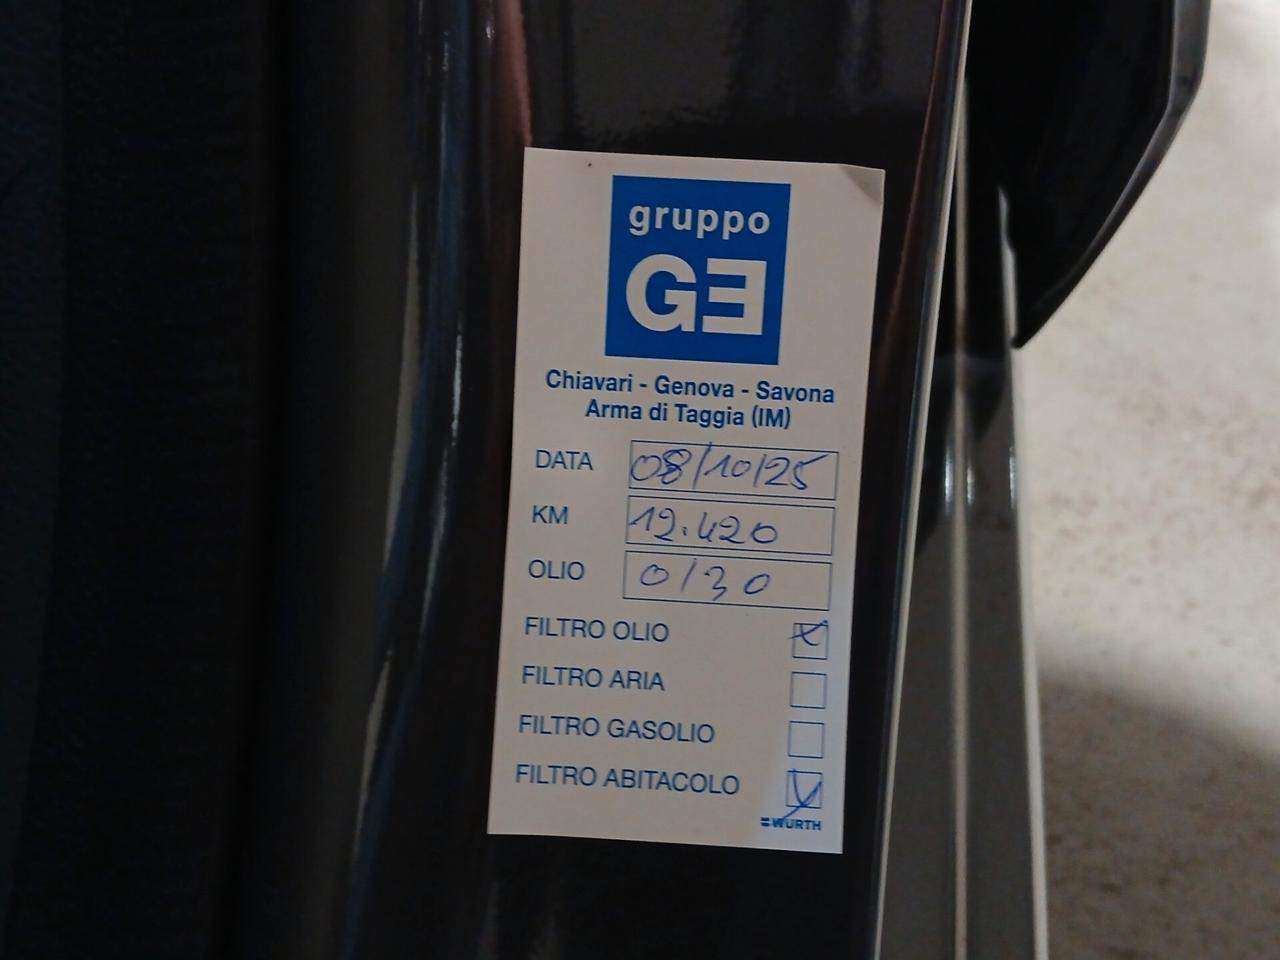 gruppo
GE
Chiavari - Genova - Savona
Arma di Taggia (IM)
DATA 08/10/25
KM 12.420
OLIO 0/30
FILTRO OLIO x
FILTRO ARIA
FILTRO GASOLIO
FILTRO ABITACOLO
WÜRTH